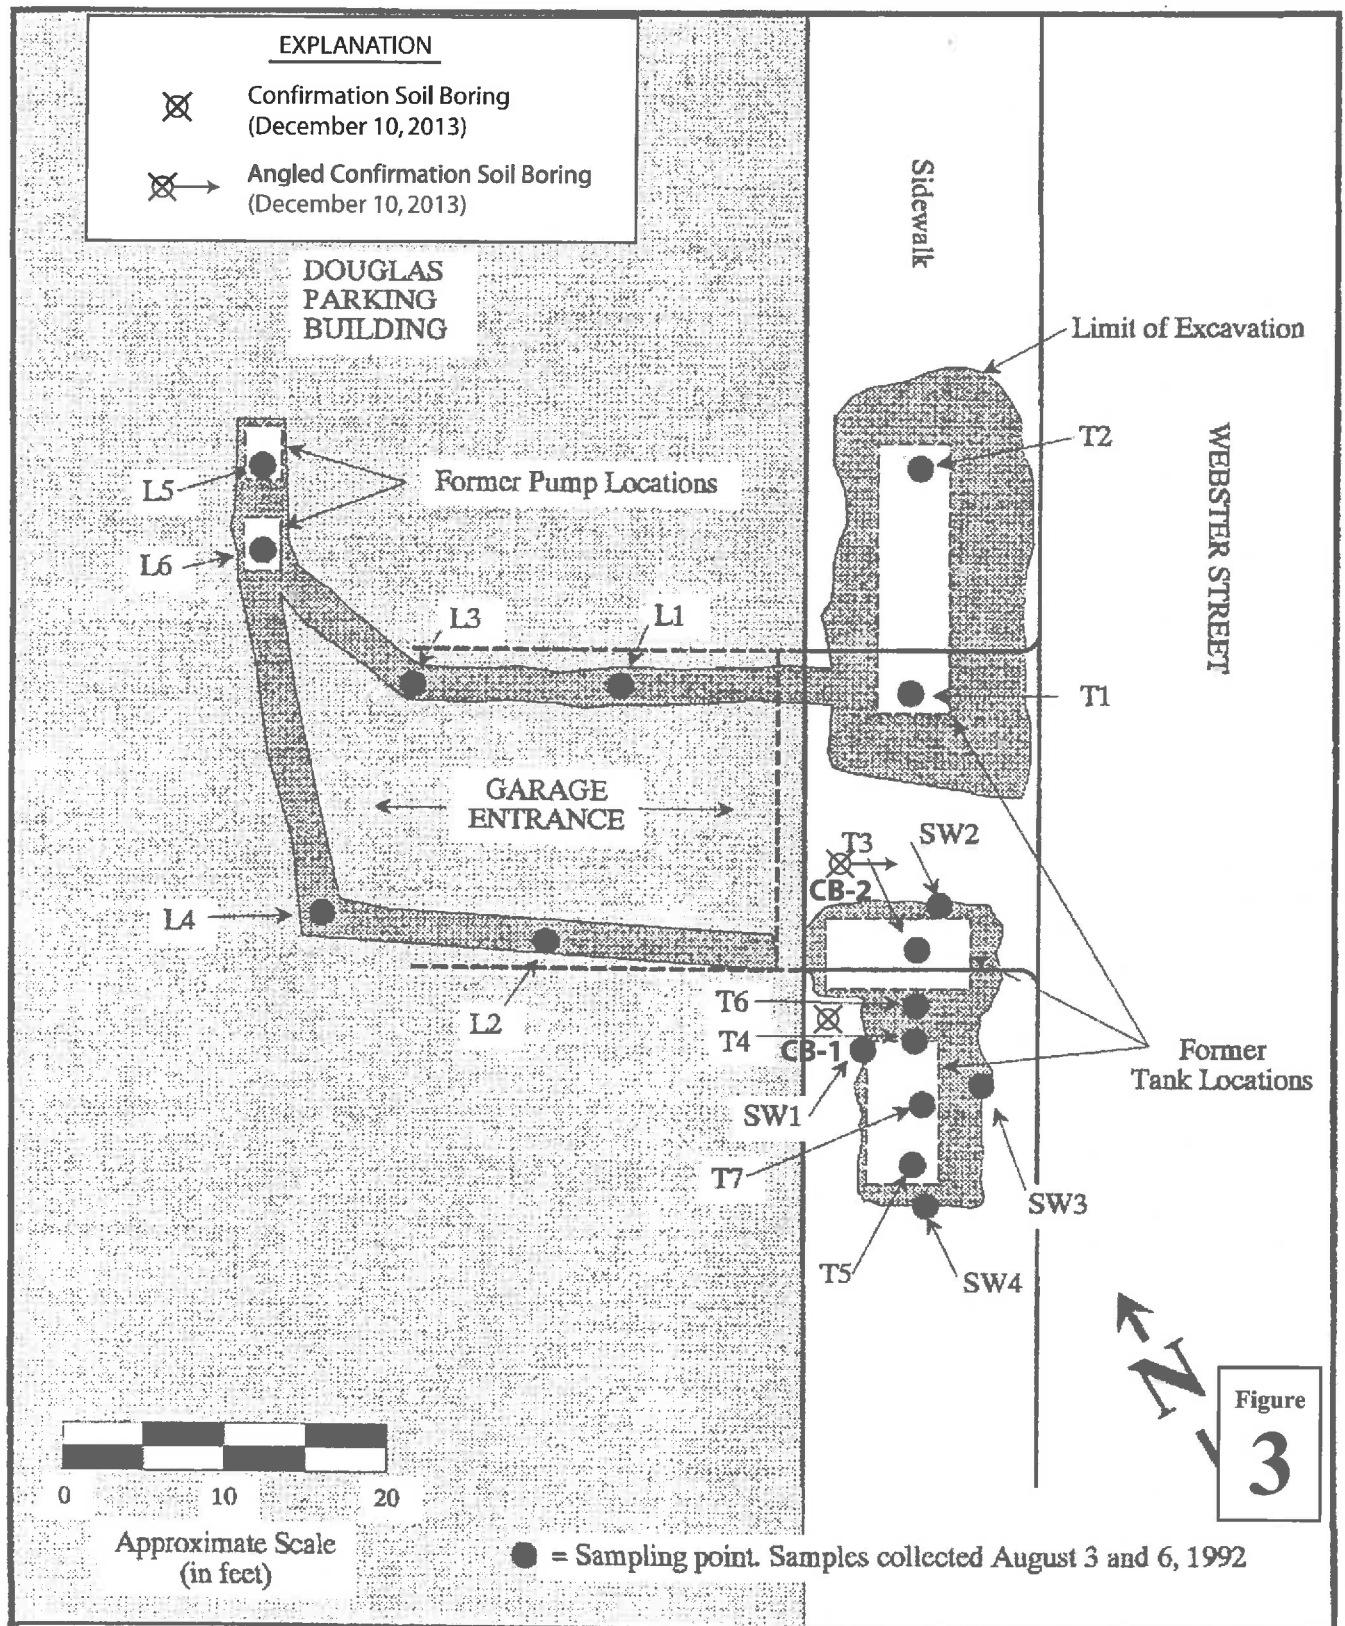 EXPLANATION
Confirmation Soil Boring
(December 10, 2013)
Angled Confirmation Soil Boring
(December 10, 2013)
DOUGLAS
PARKING
BUILDING
Sidewalk
Limit of Excavation
WEBSTER STREET
T2
L5
Former Pump Locations
L6
L3
L1
T1
GARAGE
ENTRANCE
T3
SW2
CB-2
L4
L2
T6
T4
CB-1
SW1
Former
Tank Locations
T7
SW3
T5
SW4
N
Figure
3
0
10
20
Approximate Scale
(in feet)
= Sampling point. Samples collected August 3 and 6, 1992